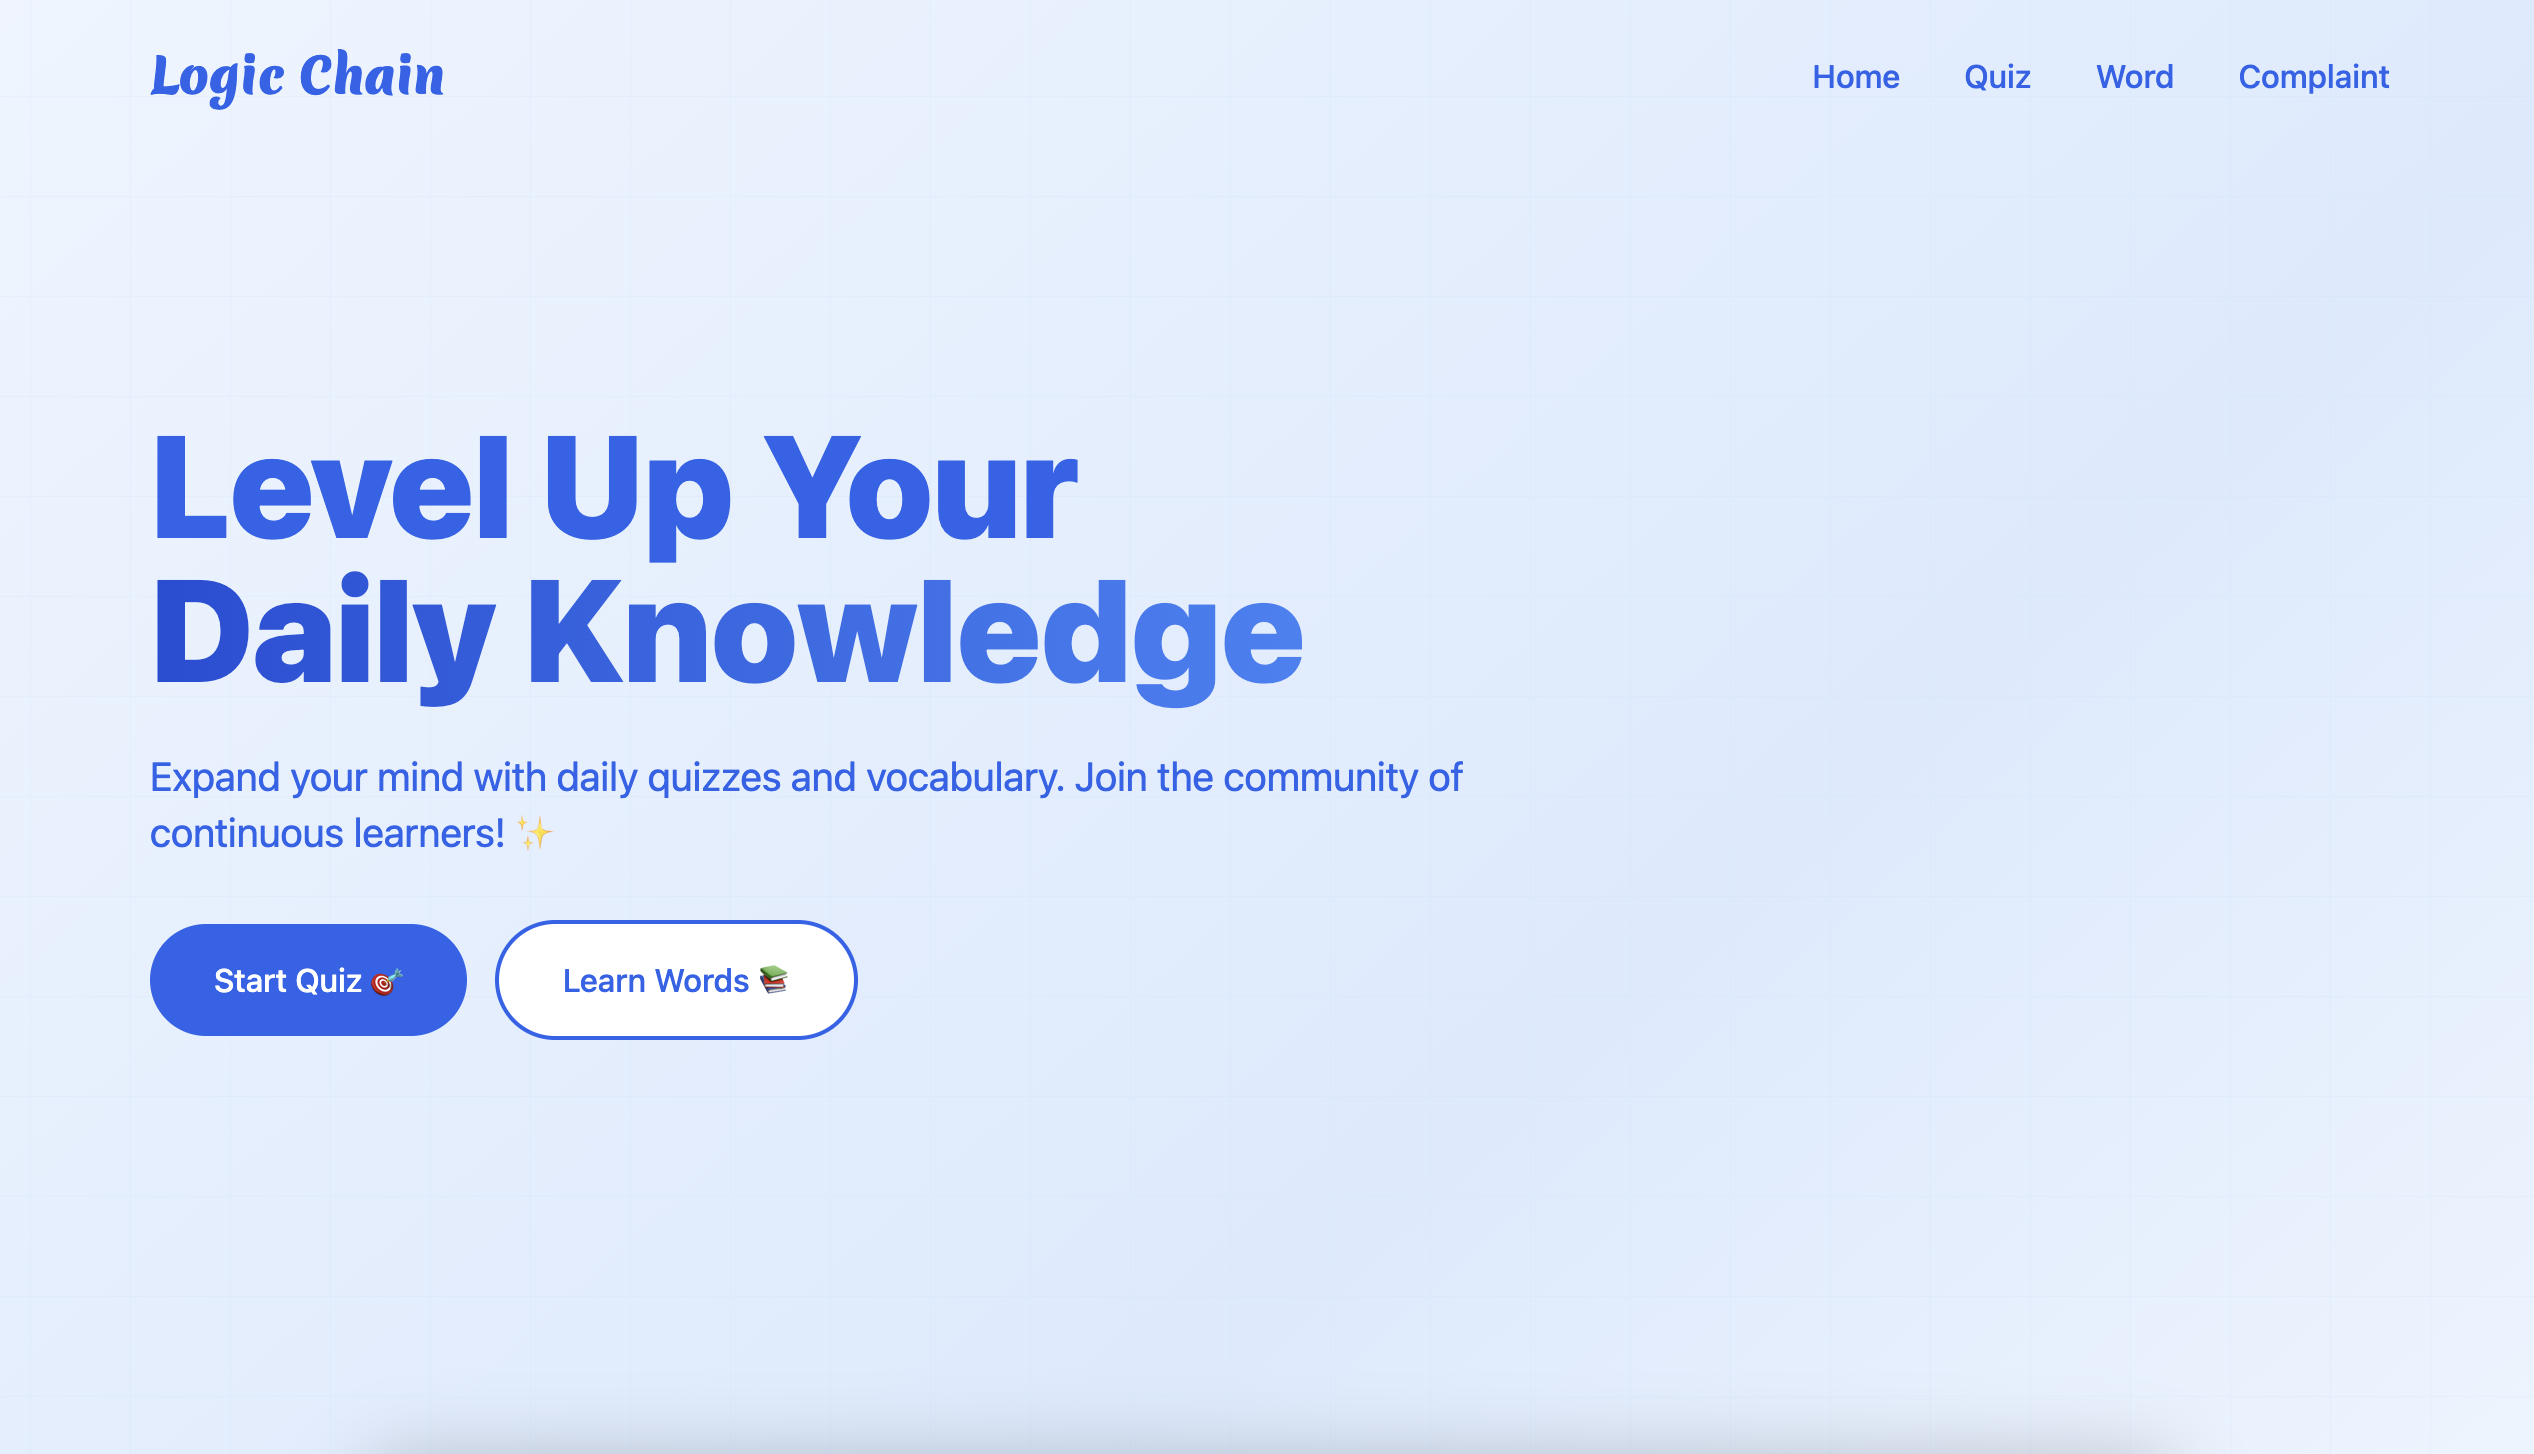 Logic Chain
Home
Quiz
Word
Complaint
Level Up Your
Daily Knowledge
Expand your mind with daily quizzes and vocabulary. Join the community of
continuous learners! ✨
Start Quiz 🎯
Learn Words 📚